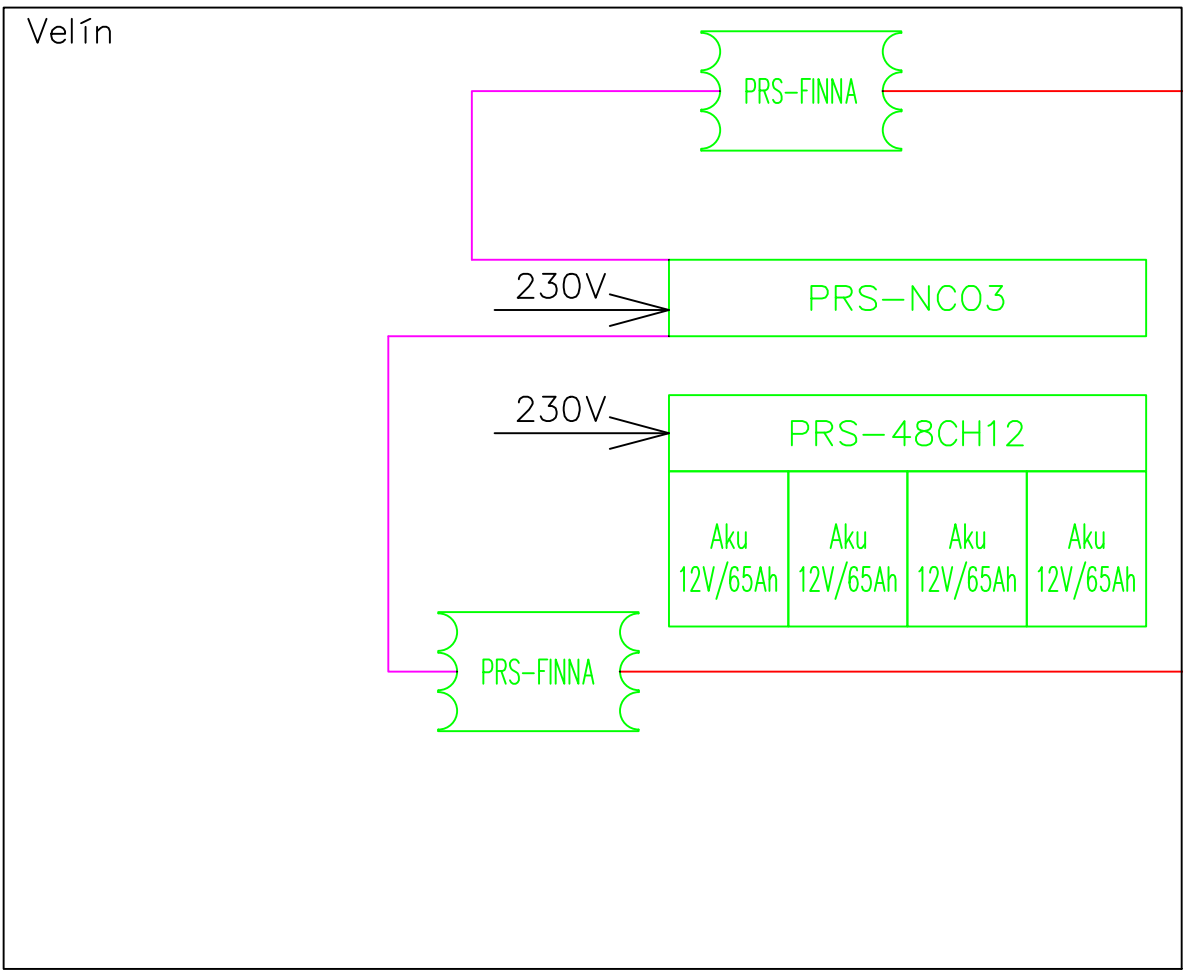 Velín
PRS-FINNA
230V
PRS-NCO3
230V
PRS-48CH12
Aku
12V/65Ah
Aku
12V/65Ah
Aku
12V/65Ah
Aku
12V/65Ah
PRS-FINNA